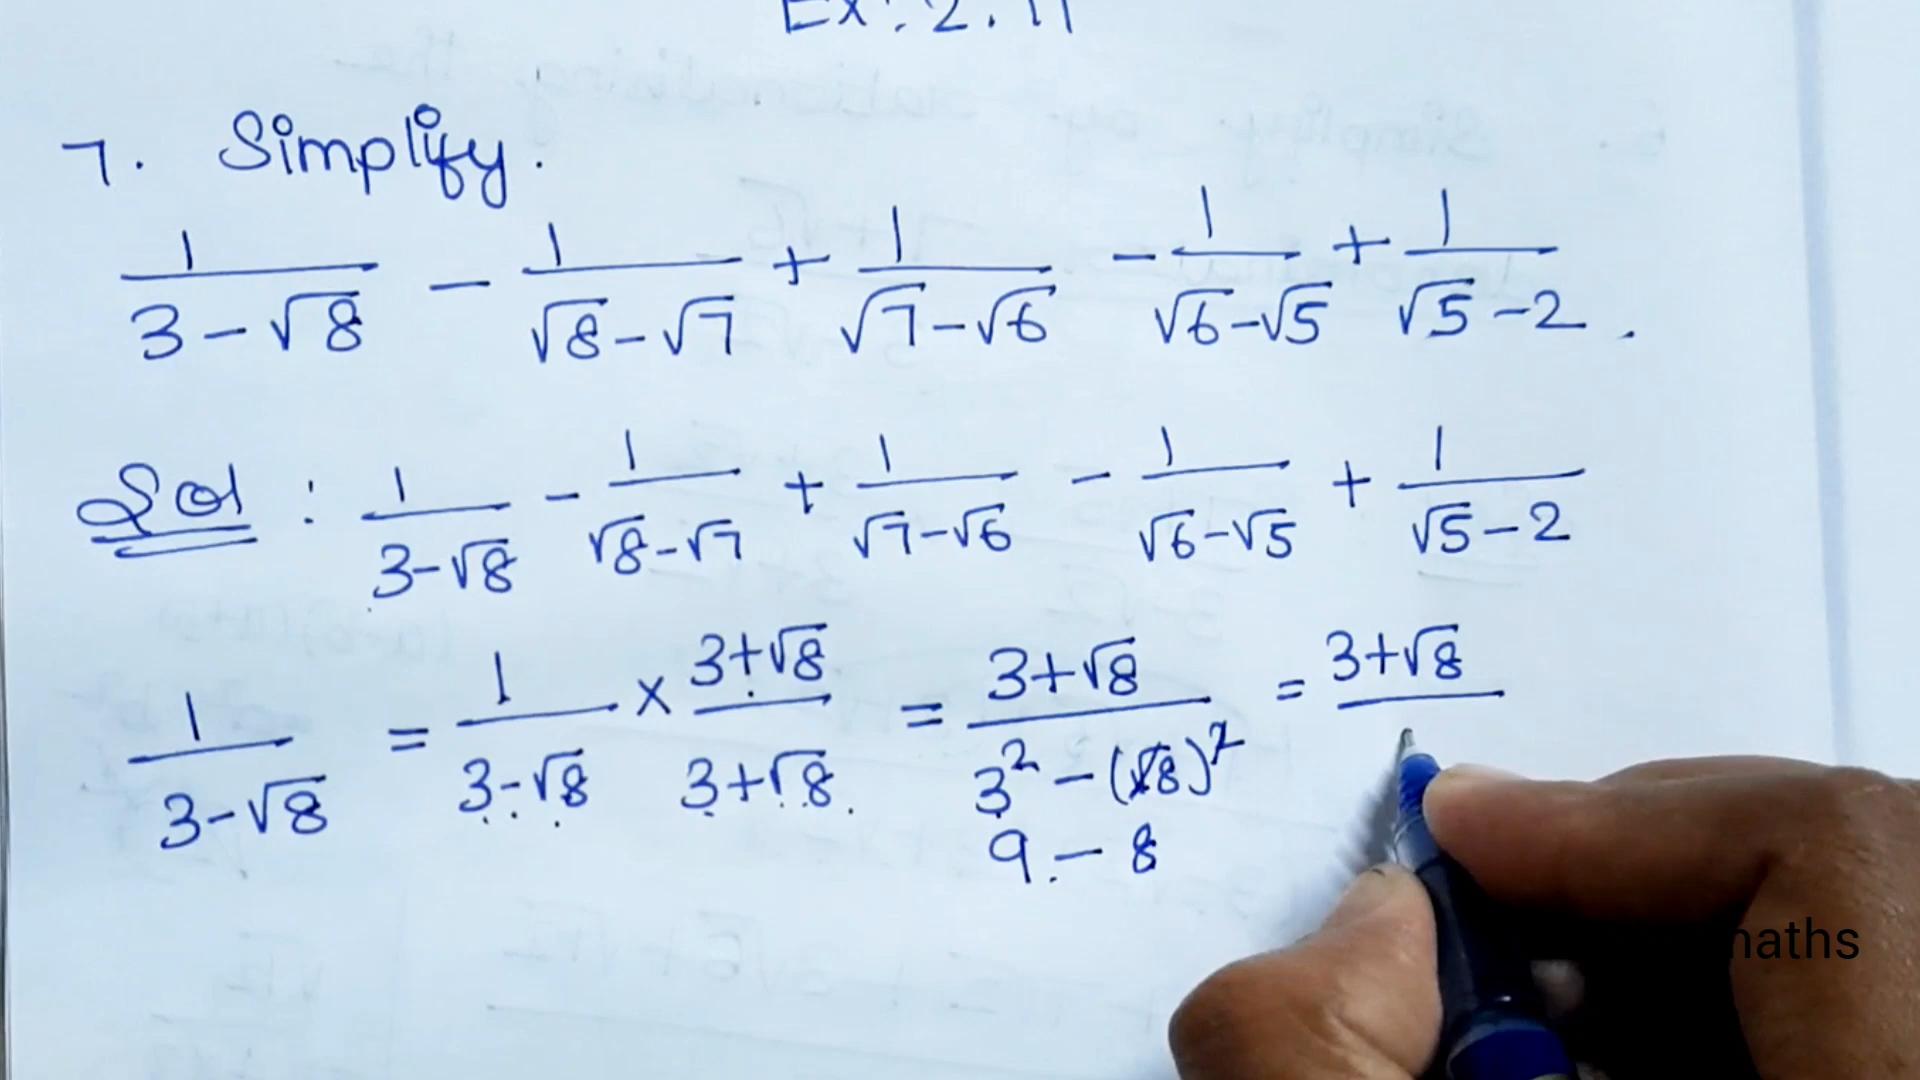 Ex: 2.11
7. Simplify.
1/(3-√8) - 1/(√8-√7) + 1/(√7-√6) - 1/(√6-√5) + 1/(√5-2).
Sol : 1/(3-√8) - 1/(√8-√7) + 1/(√7-√6) - 1/(√6-√5) + 1/(√5-2)
1/(3-√8) = 1/(3-√8) × (3+√8)/(3+√8) = (3+√8)/(3² - (√8)²) = (3+√8)/
9 - 8